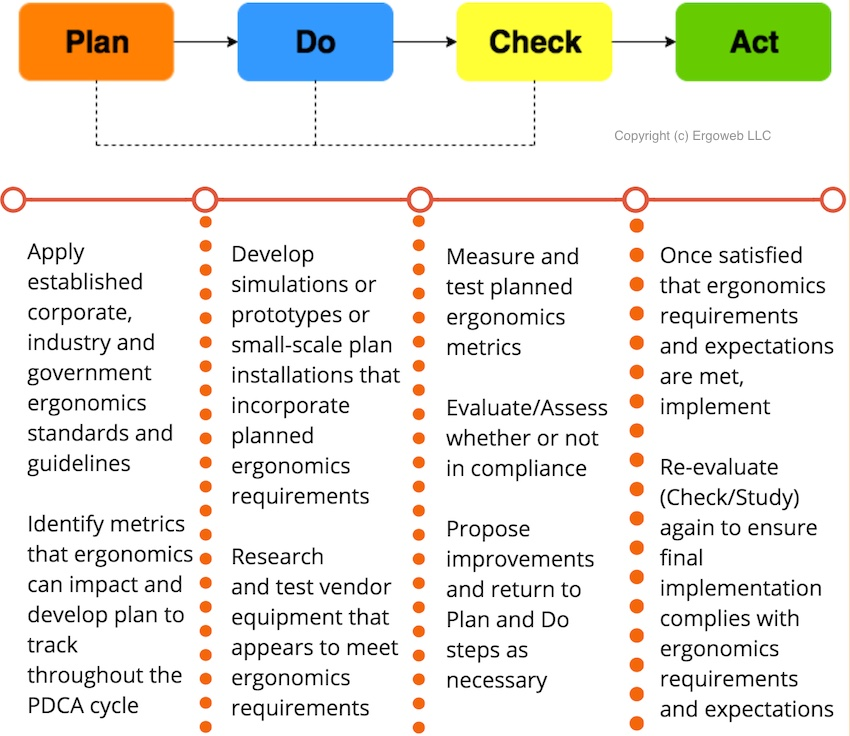 Plan
Do
Check
Act
Copyright (c) Ergoweb LLC
Apply
established
corporate,
industry and
government
ergonomics
standards and
guidelines
Identify metrics
that ergonomics
can impact and
develop plan to
track
throughout the
PDCA cycle
Develop
simulations or
prototypes or
small-scale plan
installations that
incorporate
planned
ergonomics
requirements
Research
and test vendor
equipment that
appears to meet
ergonomics
requirements
Measure and
test planned
ergonomics
metrics
Evaluate/Assess
whether or not
in compliance
Propose
improvements
and return to
Plan and Do
steps as
necessary
Once satisfied
that ergonomics
requirements
and expectations
are met,
implement
Re-evaluate
(Check/Study)
again to ensure
final
implementation
complies with
ergonomics
requirements
and expectations